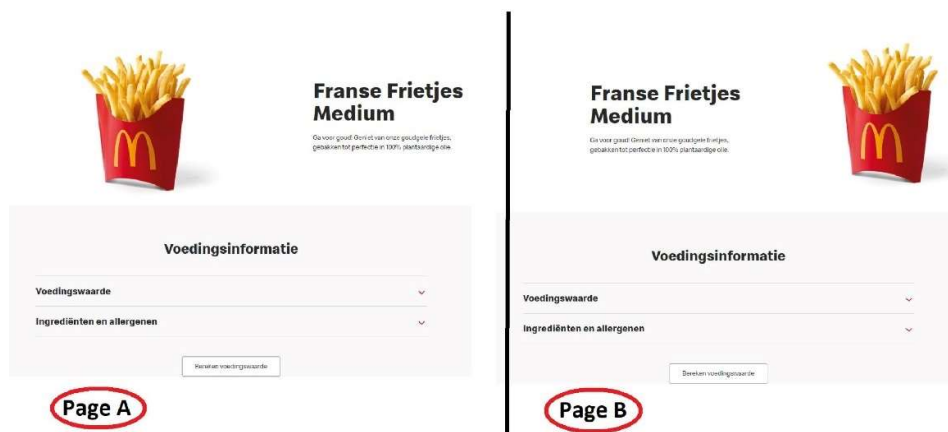 Franse Frietjes
Medium
Ga voor goud! Geniet van onze goudgele frietjes,
gebakken tot perfectie in 100% plantaardige olie.
Voedingsinformatie
Voedingswaarde
Ingrediënten en allergenen
Bereken voedingswaarde
Page A
Franse Frietjes
Medium
Ga voor goud! Geniet van onze goudgele frietjes,
gebakken tot perfectie in 100% plantaardige olie.
Voedingsinformatie
Voedingswaarde
Ingrediënten en allergenen
Bereken voedingswaarde
Page B